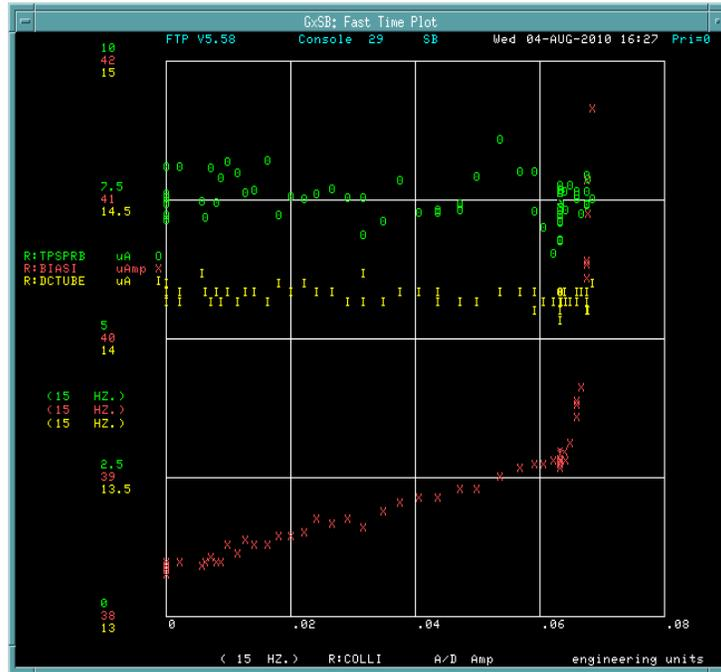 GxSB: Fast Time Plot
FTP V5.58 Console 29 SB Wed 04-AUG-2010 16:27 Pri=0
10
42
15
7.5
41
14.5
R:TPSPRB uA O
R:BIASI uAmp X
R:DCTUBE uA I
5
40
14
(15 HZ.)
(15 HZ.)
(15 HZ.)
2.5
39
13.5
0
38
13
0 .02 .04 .06 .08
( 15 HZ.) R:COLLI A/D Amp engineering units